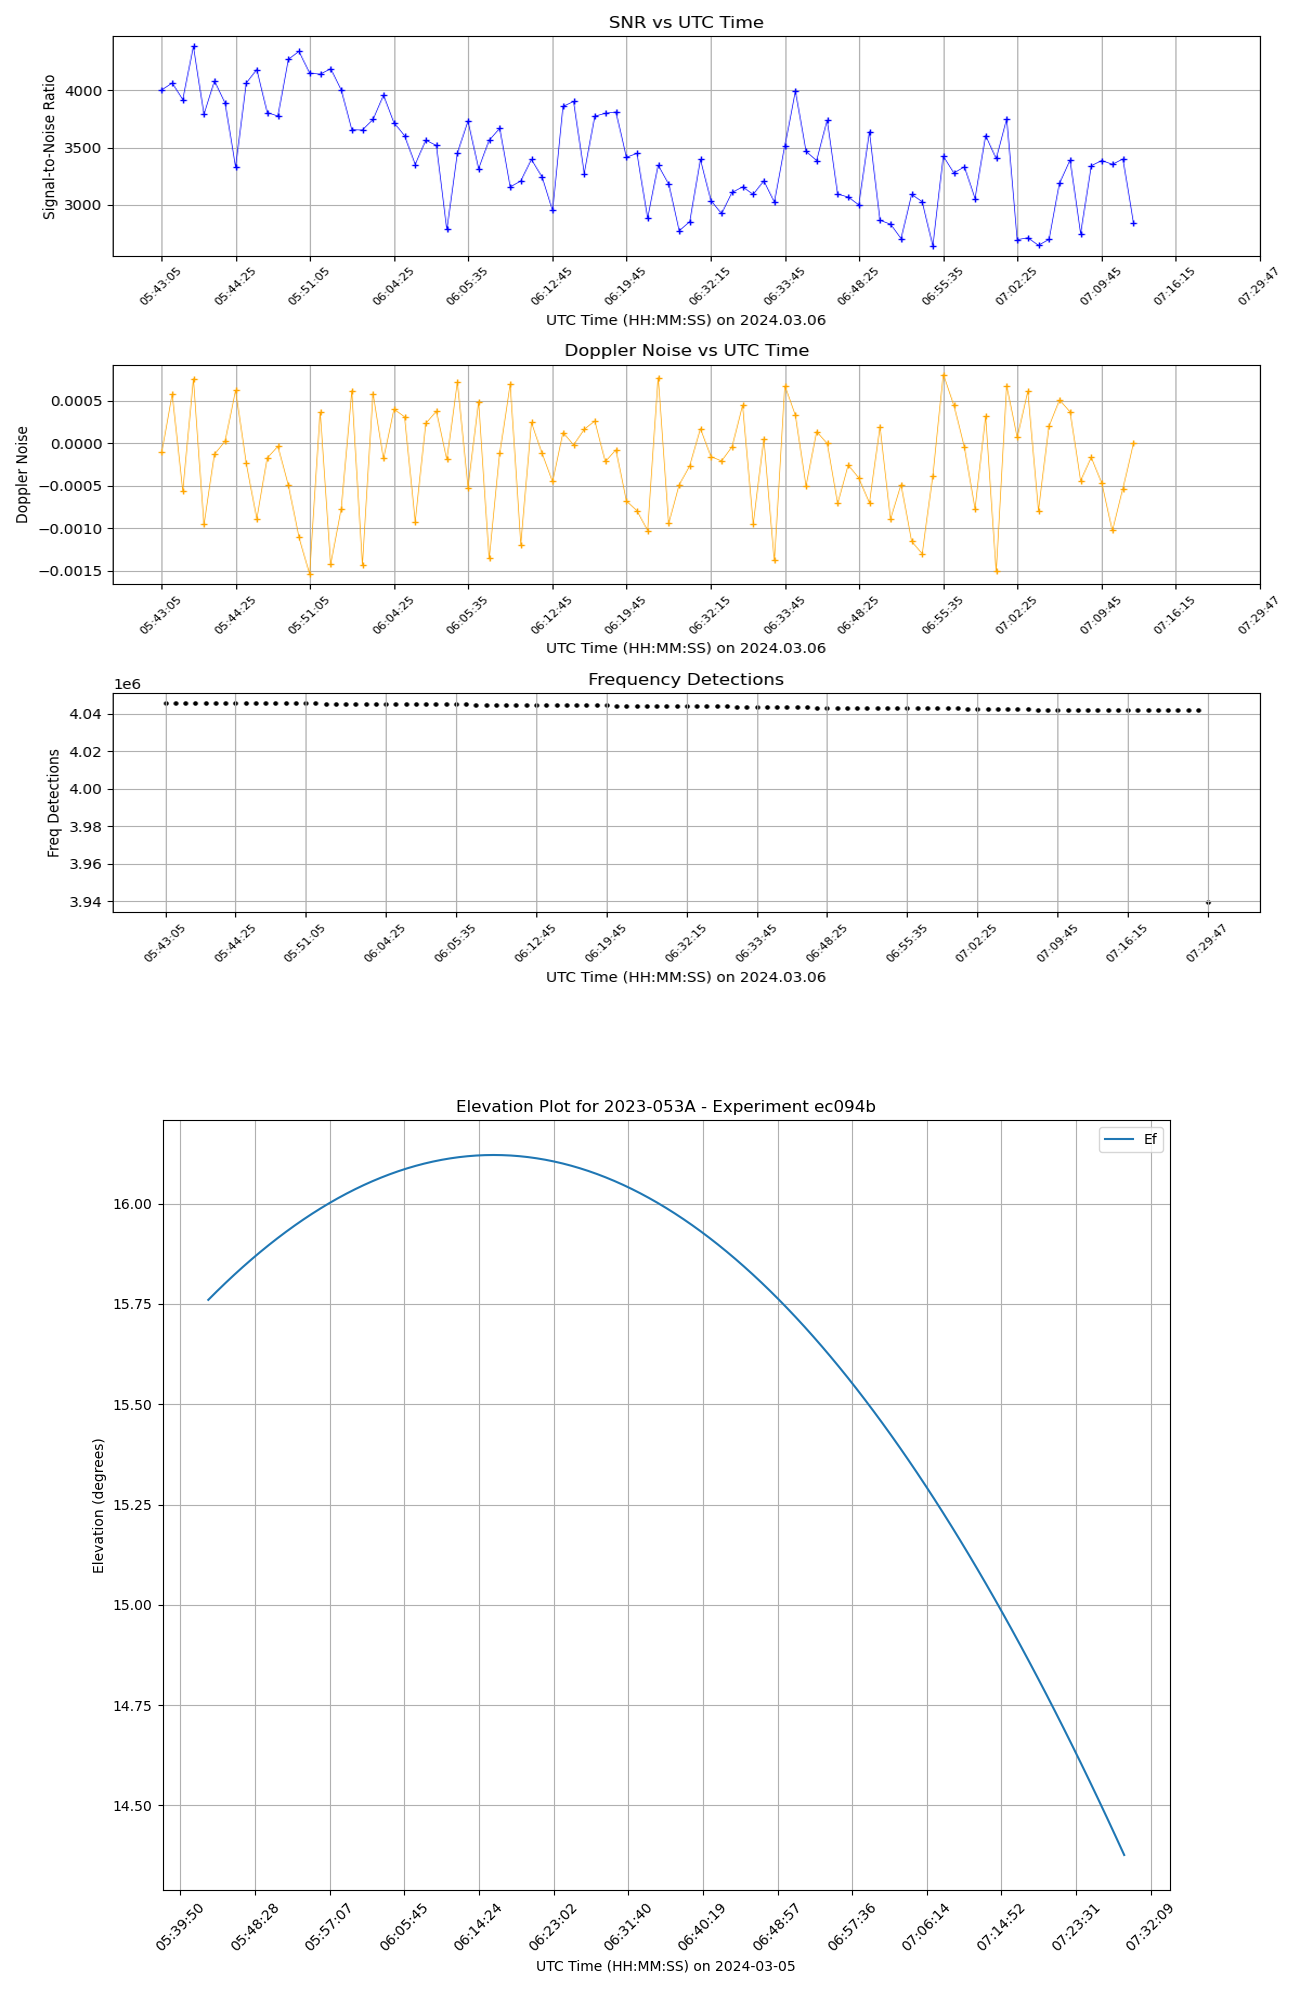 SNR vs UTC Time
Signal-to-Noise Ratio
4000
3500
3000
05:43:05 05:44:25 05:51:05 06:04:25 06:05:35 06:12:45 06:19:45 06:32:15 06:33:45 06:48:25 06:55:35 07:02:25 07:09:45 07:16:15 07:29:47
UTC Time (HH:MM:SS) on 2024.03.06
Doppler Noise vs UTC Time
Doppler Noise
0.0005
0.0000
−0.0005
−0.0010
−0.0015
05:43:05 05:44:25 05:51:05 06:04:25 06:05:35 06:12:45 06:19:45 06:32:15 06:33:45 06:48:25 06:55:35 07:02:25 07:09:45 07:16:15 07:29:47
UTC Time (HH:MM:SS) on 2024.03.06
Frequency Detections
1e6
Freq Detections
4.04
4.02
4.00
3.98
3.96
3.94
05:43:05 05:44:25 05:51:05 06:04:25 06:05:35 06:12:45 06:19:45 06:32:15 06:33:45 06:48:25 06:55:35 07:02:25 07:09:45 07:16:15 07:29:47
UTC Time (HH:MM:SS) on 2024.03.06
Elevation Plot for 2023-053A - Experiment ec094b
Ef
Elevation (degrees)
16.00
15.75
15.50
15.25
15.00
14.75
14.50
05:39:50 05:48:28 05:57:07 06:05:45 06:14:24 06:23:02 06:31:40 06:40:19 06:48:57 06:57:36 07:06:14 07:14:52 07:23:31 07:32:09
UTC Time (HH:MM:SS) on 2024-03-05